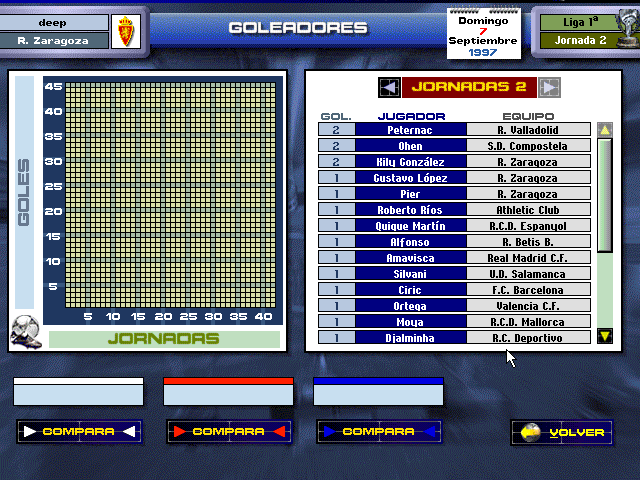 deep
R. Zaragoza
GOLEADORES
Domingo
7
Septiembre
1997
Liga 1ª
Jornada 2
GOLES
45
40
35
30
25
20
15
10
5
5 10 15 20 25 30 35 40
JORNADAS
JORNADAS 2
GOL. JUGADOR EQUIPO
2 Peternac R. Valladolid
2 Ohen S.D. Compostela
2 Kily González R. Zaragoza
1 Gustavo López R. Zaragoza
1 Pier R. Zaragoza
1 Roberto Ríos Athletic Club
1 Quique Martín R.C.D. Espanyol
1 Alfonso R. Betis B.
1 Amavisca Real Madrid C.F.
1 Silvani U.D. Salamanca
1 Ciric F.C. Barcelona
1 Ortega Valencia C.F.
1 Moya R.C.D. Mallorca
1 Djalminha R.C. Deportivo
COMPARA COMPARA COMPARA VOLVER